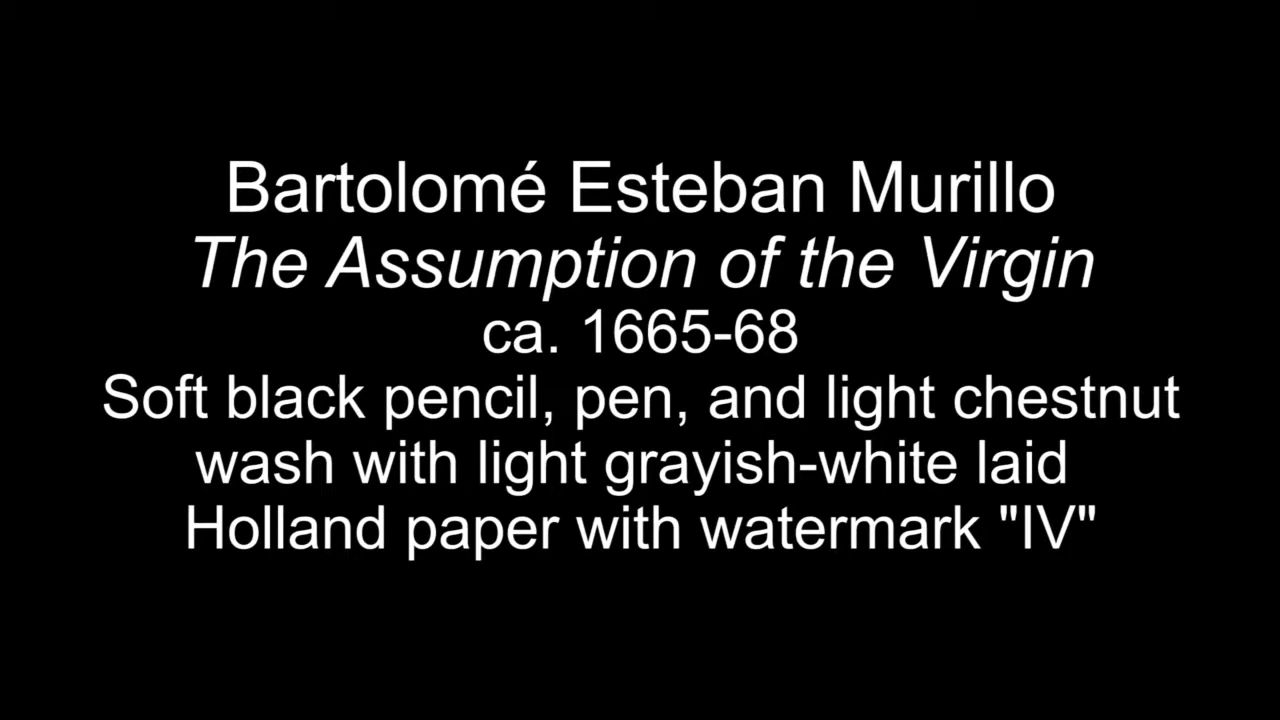 Bartolomé Esteban Murillo
The Assumption of the Virgin
ca. 1665-68
Soft black pencil, pen, and light chestnut
wash with light grayish-white laid
Holland paper with watermark "IV"